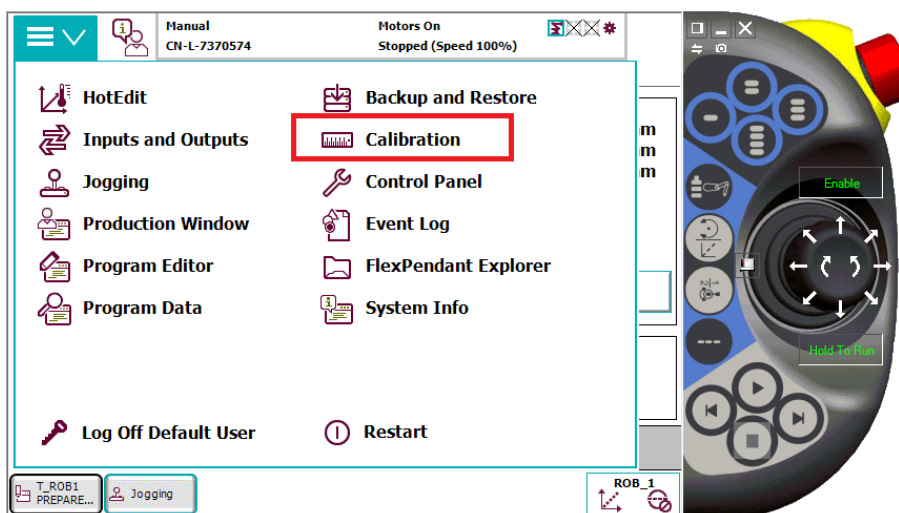 Manual
CN-L-7370574
Motors On
Stopped (Speed 100%)
HotEdit
Inputs and Outputs
Jogging
Production Window
Program Editor
Program Data
Backup and Restore
Calibration
Control Panel
Event Log
FlexPendant Explorer
System Info
Log Off Default User
Restart
m
m
m
T_ROB1
PREPARE...
Jogging
ROB_1
Enable
Hold To Run